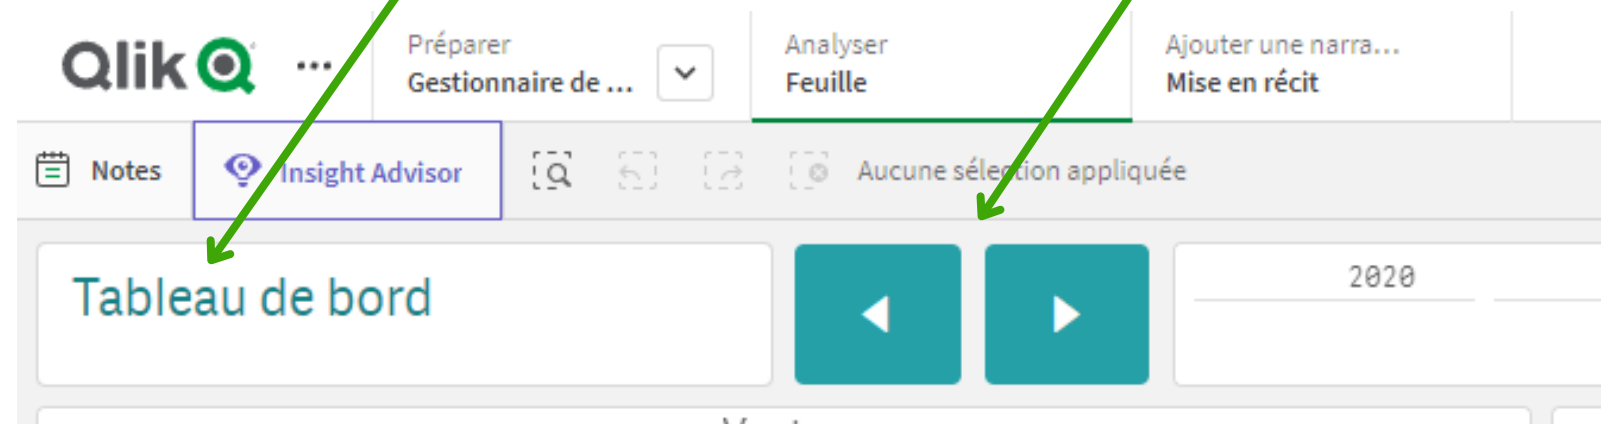 Qlik
Préparer
Gestionnaire de ...
Analyser
Feuille
Ajouter une narra...
Mise en récit
Notes
Insight Advisor
Aucune sélection appliquée
Tableau de bord
2020